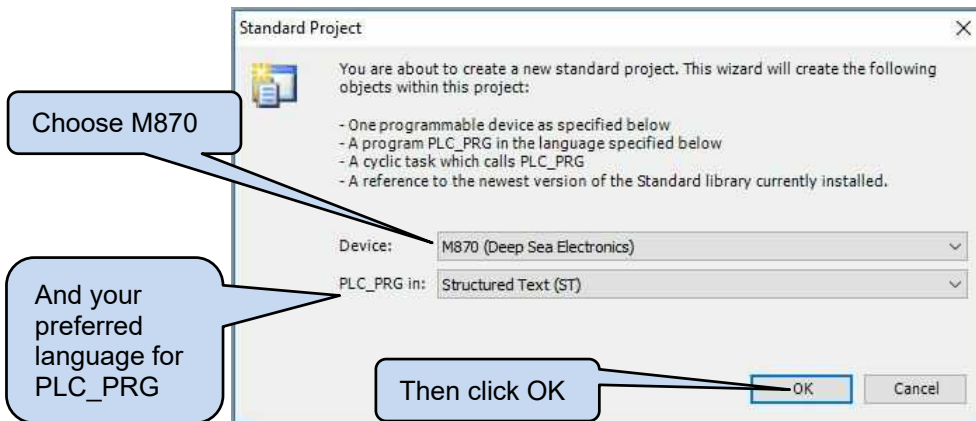 Standard Project
You are about to create a new standard project. This wizard will create the following
objects within this project:
- One programmable device as specified below
- A program PLC_PRG in the language specified below
- A cyclic task which calls PLC_PRG
- A reference to the newest version of the Standard library currently installed.
Choose M870
Device:
M870 (Deep Sea Electronics)
PLC_PRG in:
Structured Text (ST)
And your
preferred
language for
PLC_PRG
Then click OK
OK
Cancel